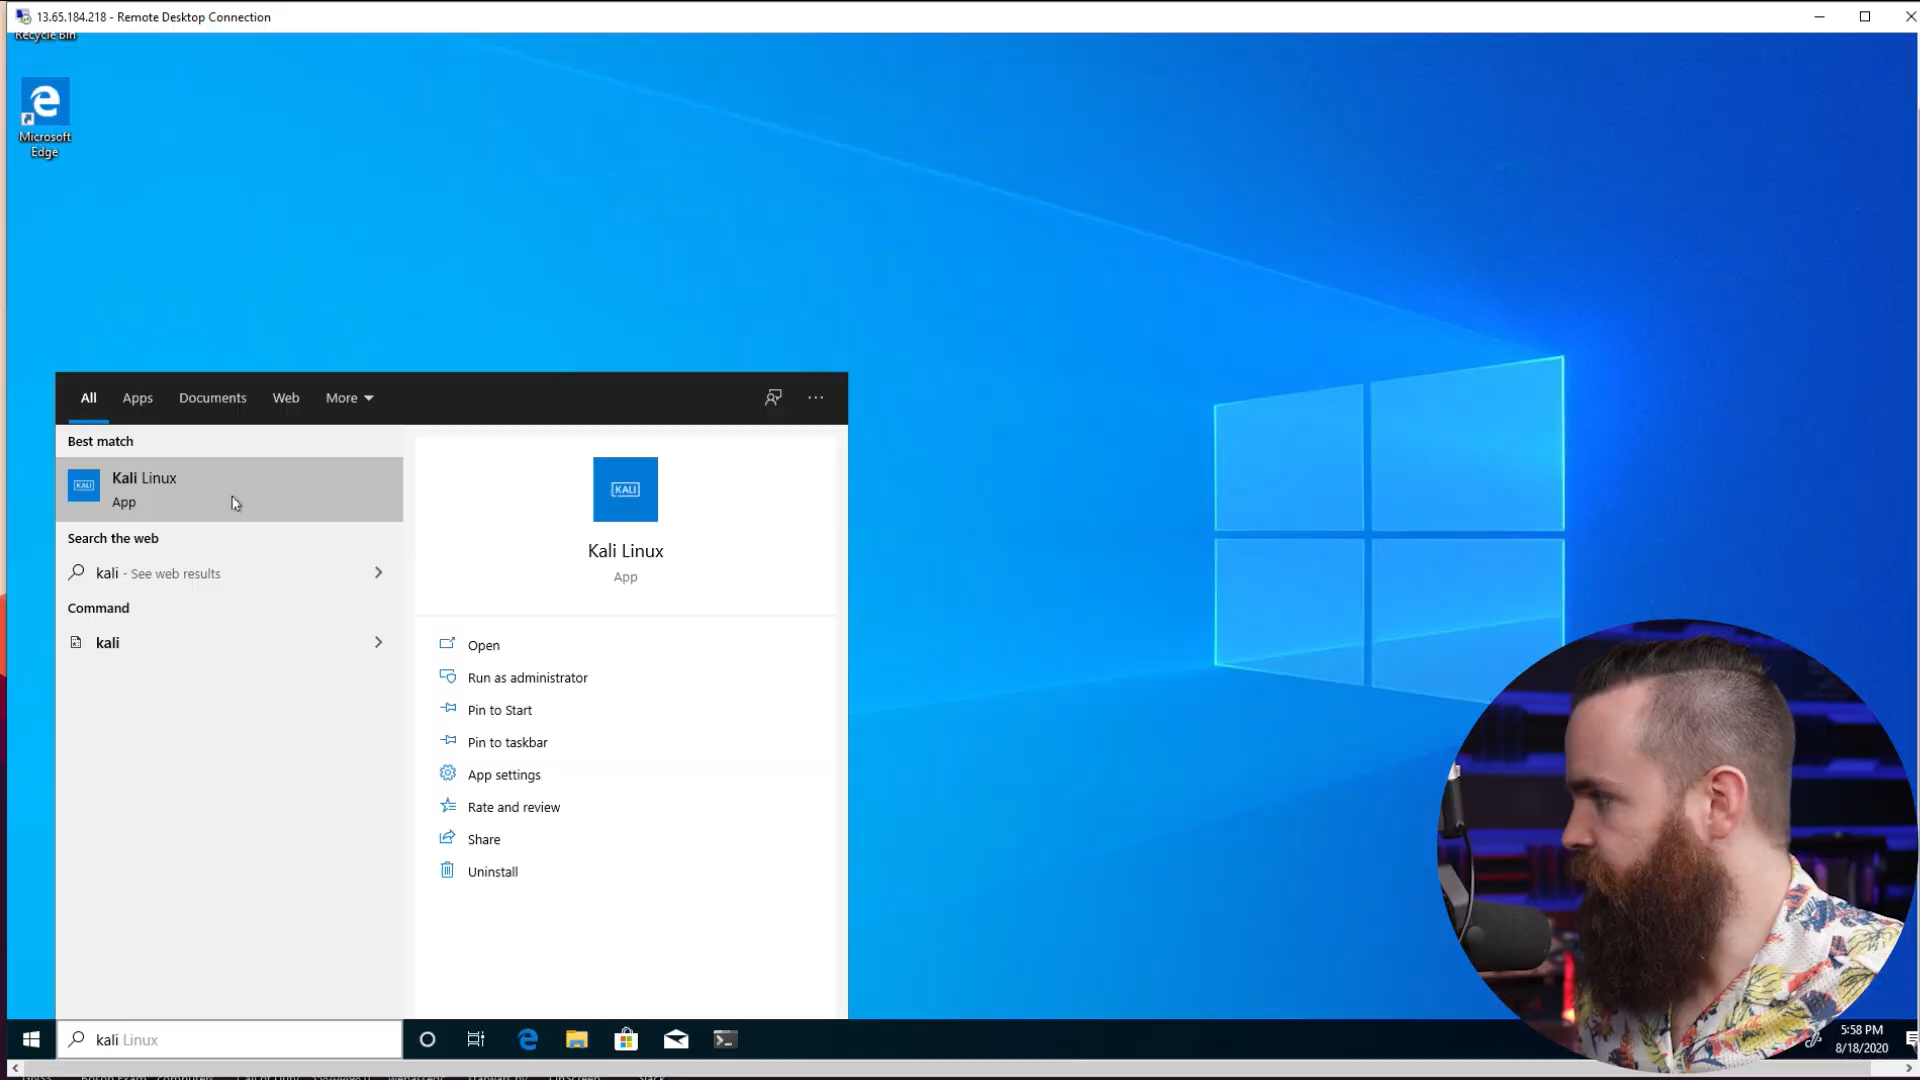 13.65.184.218 - Remote Desktop Connection
Recycle Bin
Microsoft
Edge
All Apps Documents Web More
Best match
Kali Linux
App
Search the web
kali - See web results
Command
kali
KALI
KALI
Kali Linux
App
Open
Run as administrator
Pin to Start
Pin to taskbar
App settings
Rate and review
Share
Uninstall
kali Linux
5:58 PM
8/18/2020